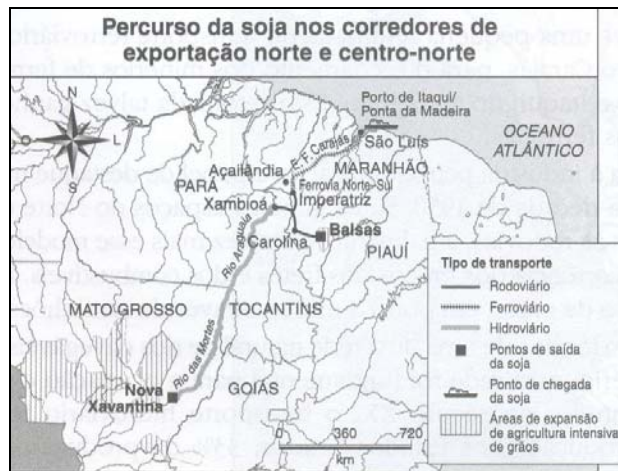 Percurso da soja nos corredores de
exportação norte e centro-norte
N
O
L
S
Porto de Itaqui/
Ponta da Madeira
São Luís
OCEANO
ATLÂNTICO
E. F. Carajás
Açailândia
MARANHÃO
PARÁ
Ferrovia Norte-Sul
Imperatriz
Xambioá
Balsas
Carolina
PIAUÍ
Rio Araguaia
MATO GROSSO
TOCANTINS
Rio das Mortes
Nova
Xavantina
GOIÁS
0 360 720
km
Tipo de transporte
Rodoviário
Ferroviário
Hidroviário
Pontos de saída
da soja
Ponto de chegada
da soja
Áreas de expansão
de agricultura intensiva
de grãos